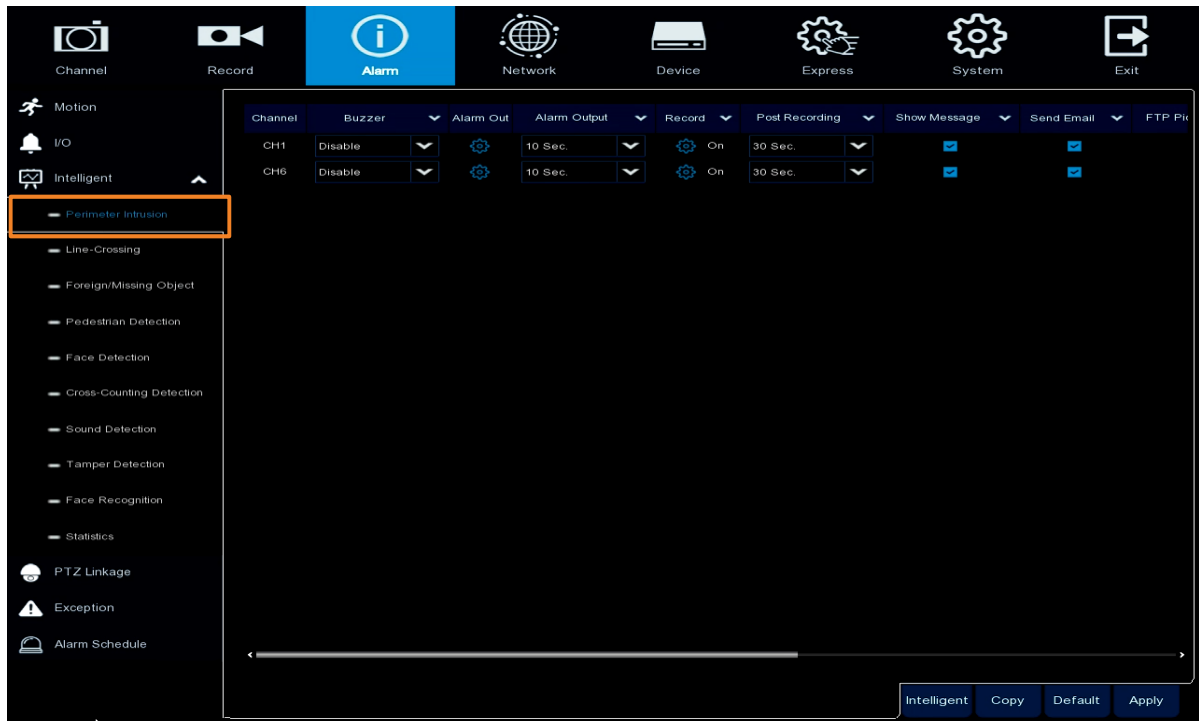 Channel Record Alarm Network Device Express System Exit
Motion
I/O
Intelligent
Perimeter Intrusion
Line-Crossing
Foreign/Missing Object
Pedestrian Detection
Face Detection
Cross-Counting Detection
Sound Detection
Tamper Detection
Face Recognition
Statistics
PTZ Linkage
Exception
Alarm Schedule
Channel Buzzer Alarm Out Alarm Output Record Post Recording Show Message Send Email FTP
CH1 Disable 10 Sec. On 30 Sec.
CH6 Disable 10 Sec. On 30 Sec.
Intelligent Copy Default Apply